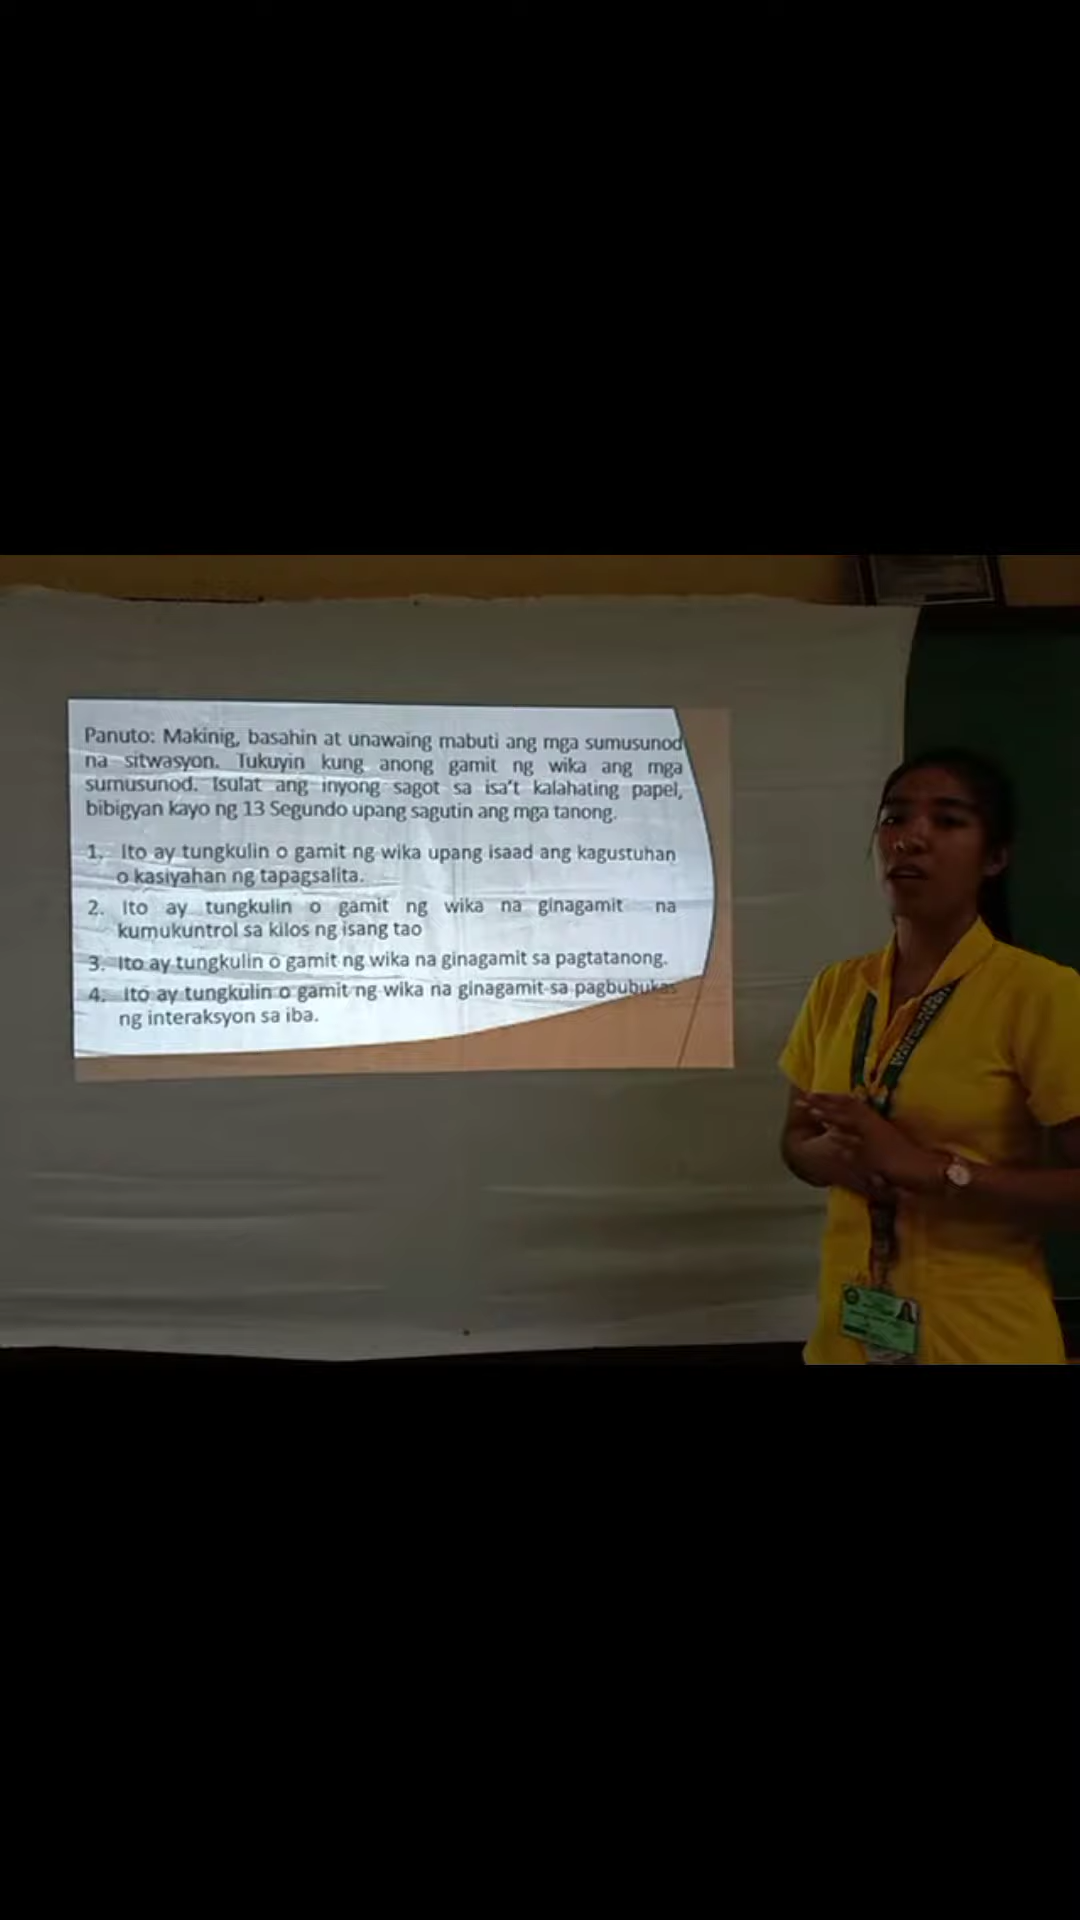 Panuto: Makinig, basahin at unawaing mabuti ang mga sumusunod
na sitwasyon. Tukuyin kung anong gamit ng wika ang mga
sumusunod. Isulat ang inyong sagot sa isa't kalahating papel,
bibigyan kayo ng 13 Segundo upang sagutin ang mga tanong.
1. Ito ay tungkulin o gamit ng wika upang isaad ang kagustuhan
o kasiyahan ng tapagsalita.
2. Ito ay tungkulin o gamit ng wika na ginagamit na
kumukuntrol sa kilos ng isang tao
3. Ito ay tungkulin o gamit ng wika na ginagamit sa pagtatanong.
4. Ito ay tungkulin o gamit ng wika na ginagamit sa pagbubukas
ng interaksyon sa iba.